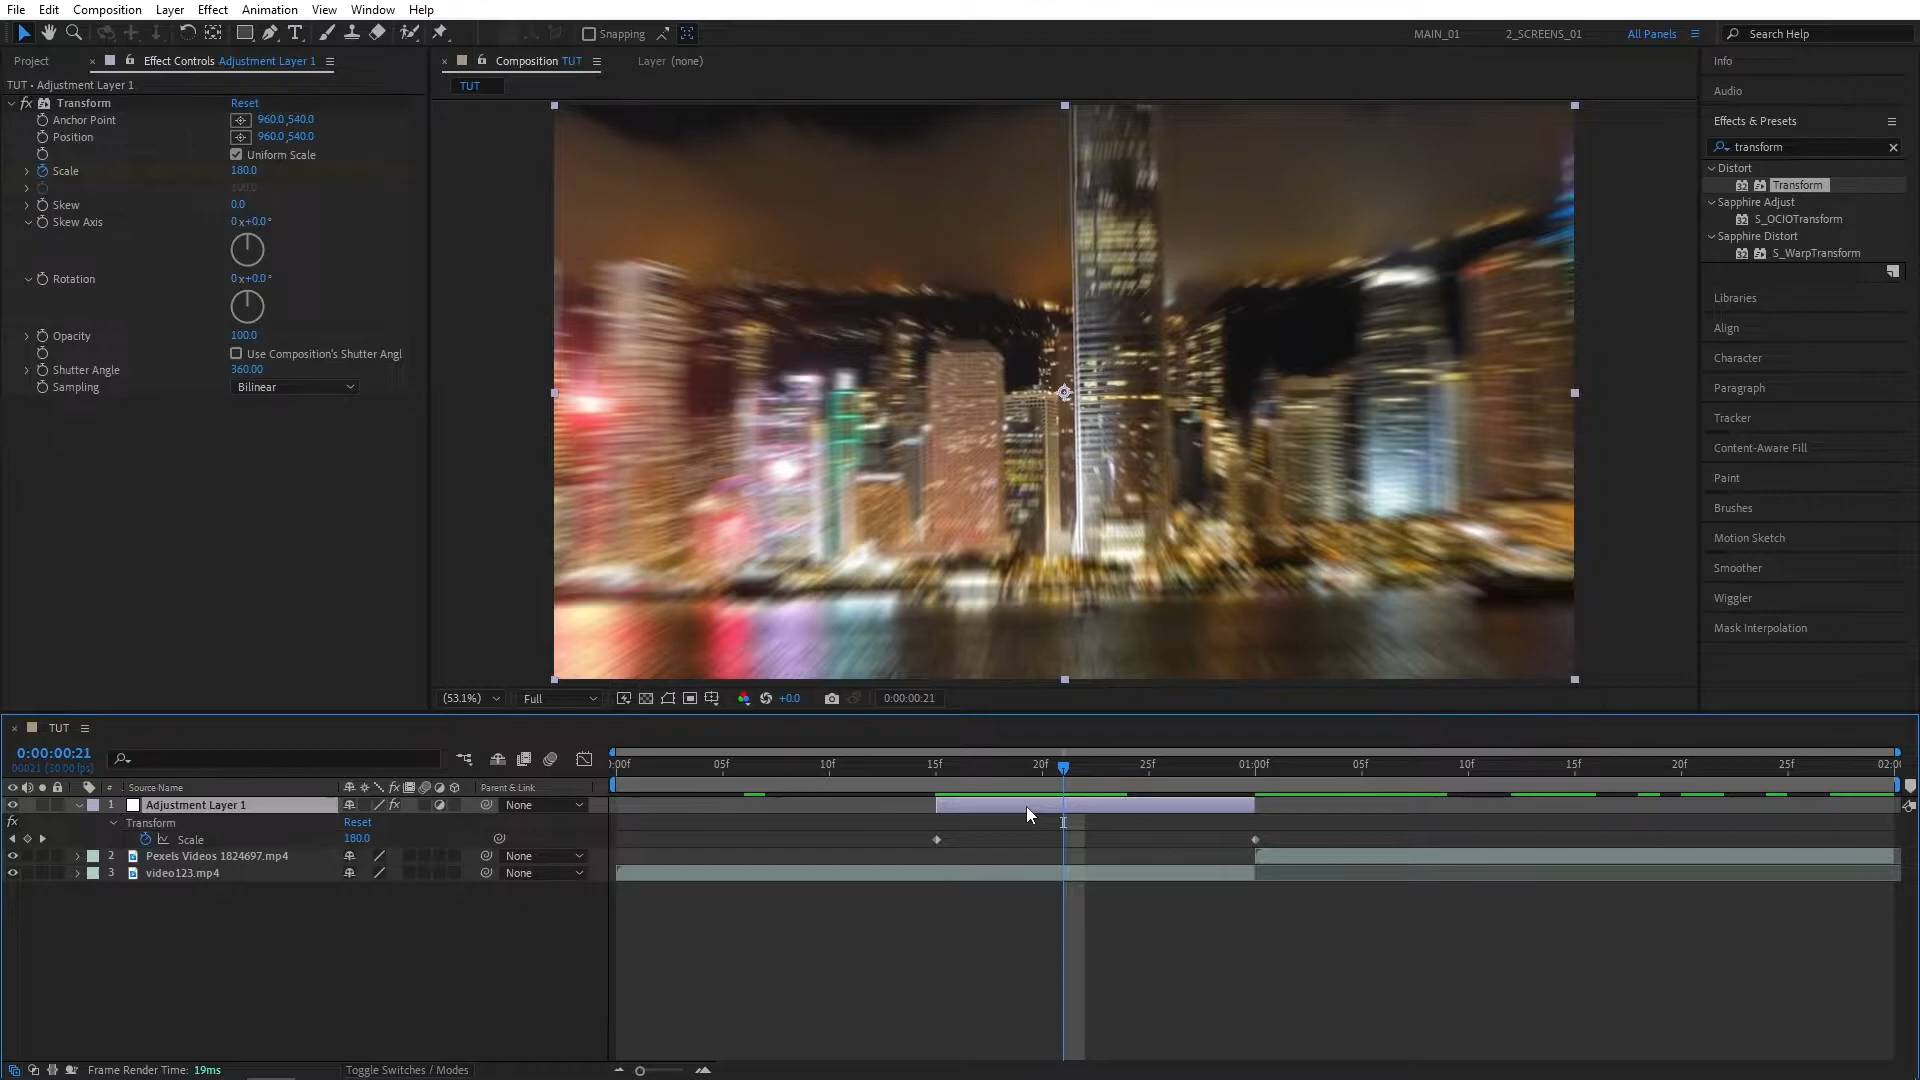 File Edit Composition Layer Effect Animation View Window Help
Snapping
MAIN_01 2_SCREENS_01 All Panels Search Help
Project Effect Controls Adjustment Layer 1
Composition TUT Layer (none)
TUT • Adjustment Layer 1
TUT
fx Transform Reset
Anchor Point 960.0,540.0
Position 960.0,540.0
Uniform Scale
Scale 180.0
100.0
Skew 0.0
Skew Axis 0x+0.0°
Rotation 0x+0.0°
Opacity 100.0
Use Composition's Shutter Angl
Shutter Angle 360.00
Sampling Bilinear
Info
Audio
Effects & Presets
transform
Distort
32 Transform
Sapphire Adjust
32 S_OCIOTransform
Sapphire Distort
32 S_WarpTransform
Libraries
Align
Character
Paragraph
Tracker
Content-Aware Fill
Paint
Brushes
Motion Sketch
Smoother
Wiggler
Mask Interpolation
(53.1%) Full +0.0 0:00:00:21
TUT
0:00:00:21
00021 (30.00 fps)
:00f 05f 10f 15f 20f 25f 01:00f 05f 10f 15f 20f 25f 02:00
# Source Name fx Parent & Link
1 Adjustment Layer 1 fx None
fx Transform Reset
Scale 180.0
2 Pexels Videos 1824697.mp4 None
3 video123.mp4 None
Frame Render Time: 19ms Toggle Switches / Modes